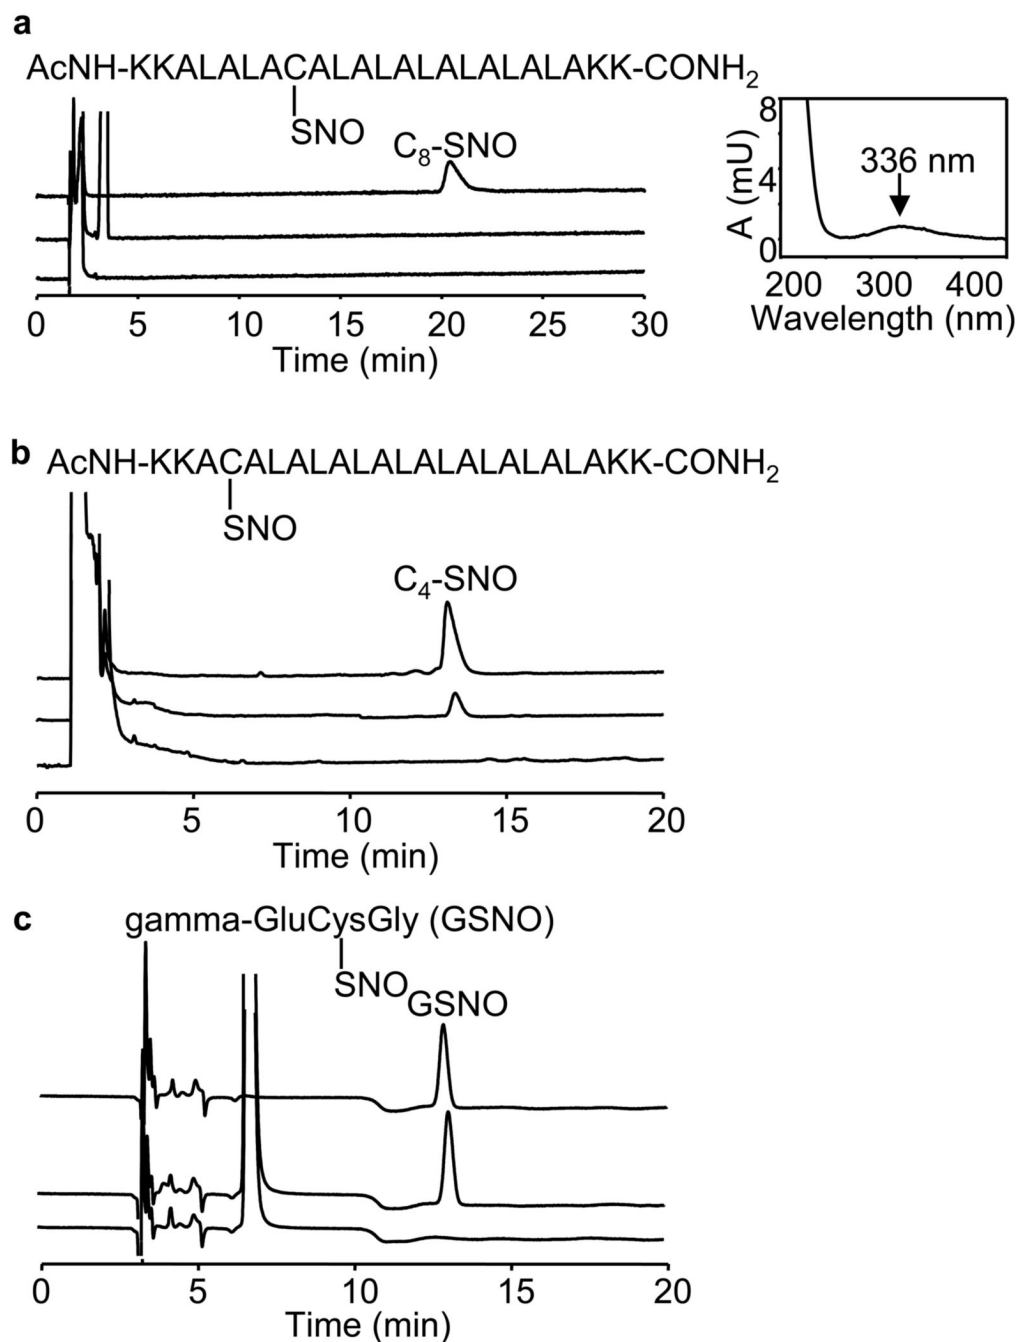 a
AcNH-KKALALACALALALALALALAKK-CONH₂
SNO
C₈-SNO
0 5 10 15 20 25 30
Time (min)
8
4
0
A (mU)
336 nm
200 300 400
Wavelength (nm)
b
AcNH-KKACALALALALALALALALAKK-CONH₂
SNO
C₄-SNO
0 5 10 15 20
Time (min)
c
gamma-GluCysGly (GSNO)
SNO
GSNO
0 5 10 15 20
Time (min)